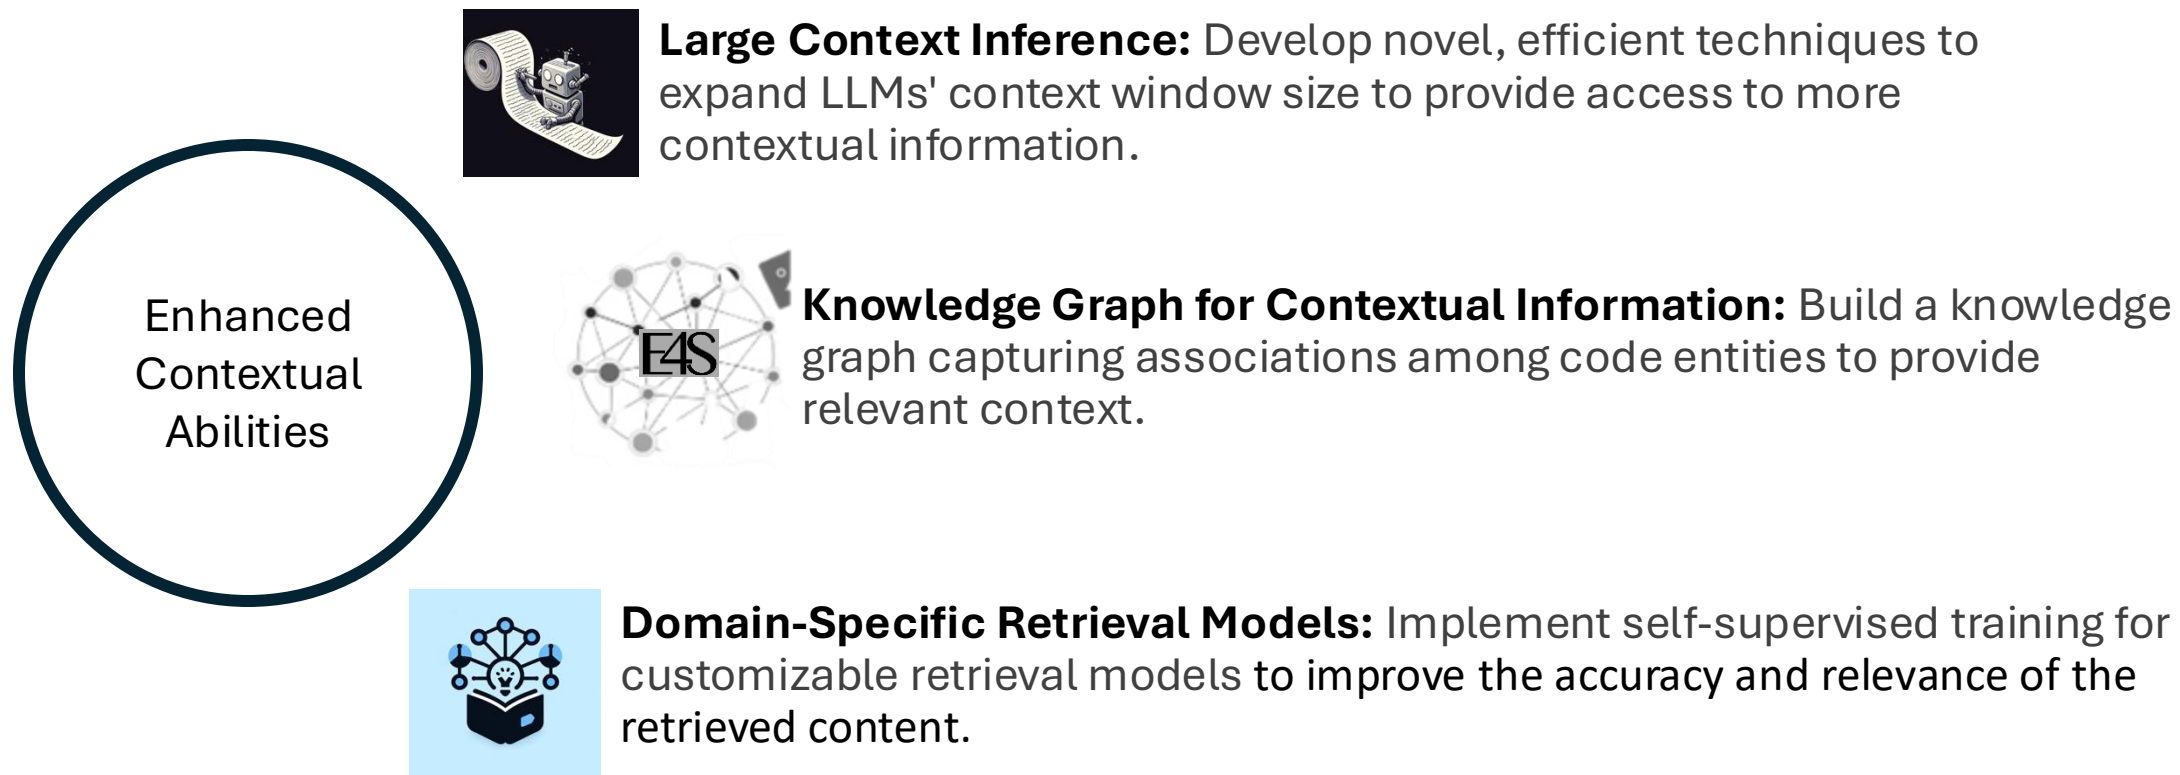 Large Context Inference: Develop novel, efficient techniques to
expand LLMs' context window size to provide access to more
contextual information.
Enhanced
Contextual
Abilities
E4S
Knowledge Graph for Contextual Information: Build a knowledge
graph capturing associations among code entities to provide
relevant context.
Domain-Specific Retrieval Models: Implement self-supervised training for
customizable retrieval models to improve the accuracy and relevance of the
retrieved content.